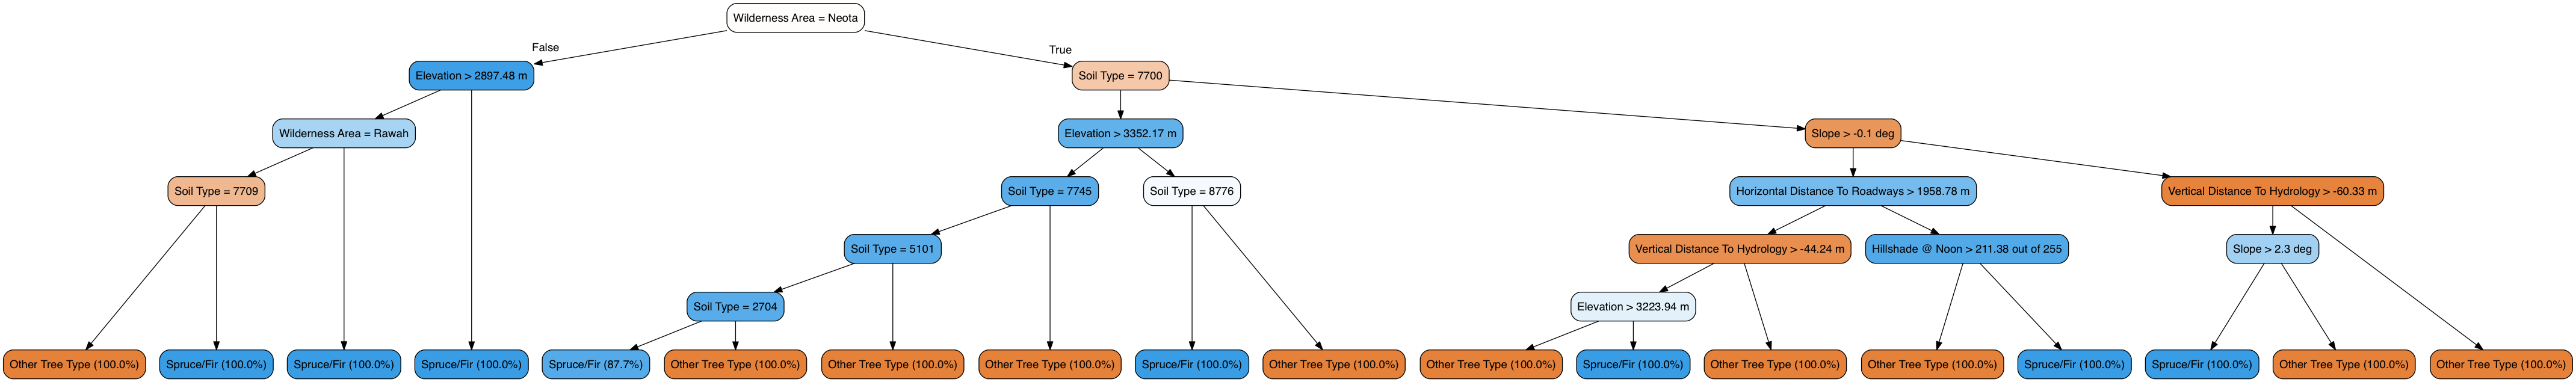 Wilderness Area = Neota
False
True
Elevation > 2897.48 m
Soil Type = 7700
Wilderness Area = Rawah
Elevation > 3352.17 m
Slope > -0.1 deg
Soil Type = 7709
Soil Type = 7745
Soil Type = 8776
Horizontal Distance To Roadways > 1958.78 m
Vertical Distance To Hydrology > -60.33 m
Soil Type = 5101
Vertical Distance To Hydrology > -44.24 m
Hillshade @ Noon > 211.38 out of 255
Slope > 2.3 deg
Soil Type = 2704
Elevation > 3223.94 m
Other Tree Type (100.0%)
Spruce/Fir (100.0%)
Spruce/Fir (100.0%)
Spruce/Fir (100.0%)
Spruce/Fir (87.7%)
Other Tree Type (100.0%)
Other Tree Type (100.0%)
Other Tree Type (100.0%)
Spruce/Fir (100.0%)
Other Tree Type (100.0%)
Other Tree Type (100.0%)
Spruce/Fir (100.0%)
Other Tree Type (100.0%)
Other Tree Type (100.0%)
Spruce/Fir (100.0%)
Spruce/Fir (100.0%)
Other Tree Type (100.0%)
Other Tree Type (100.0%)